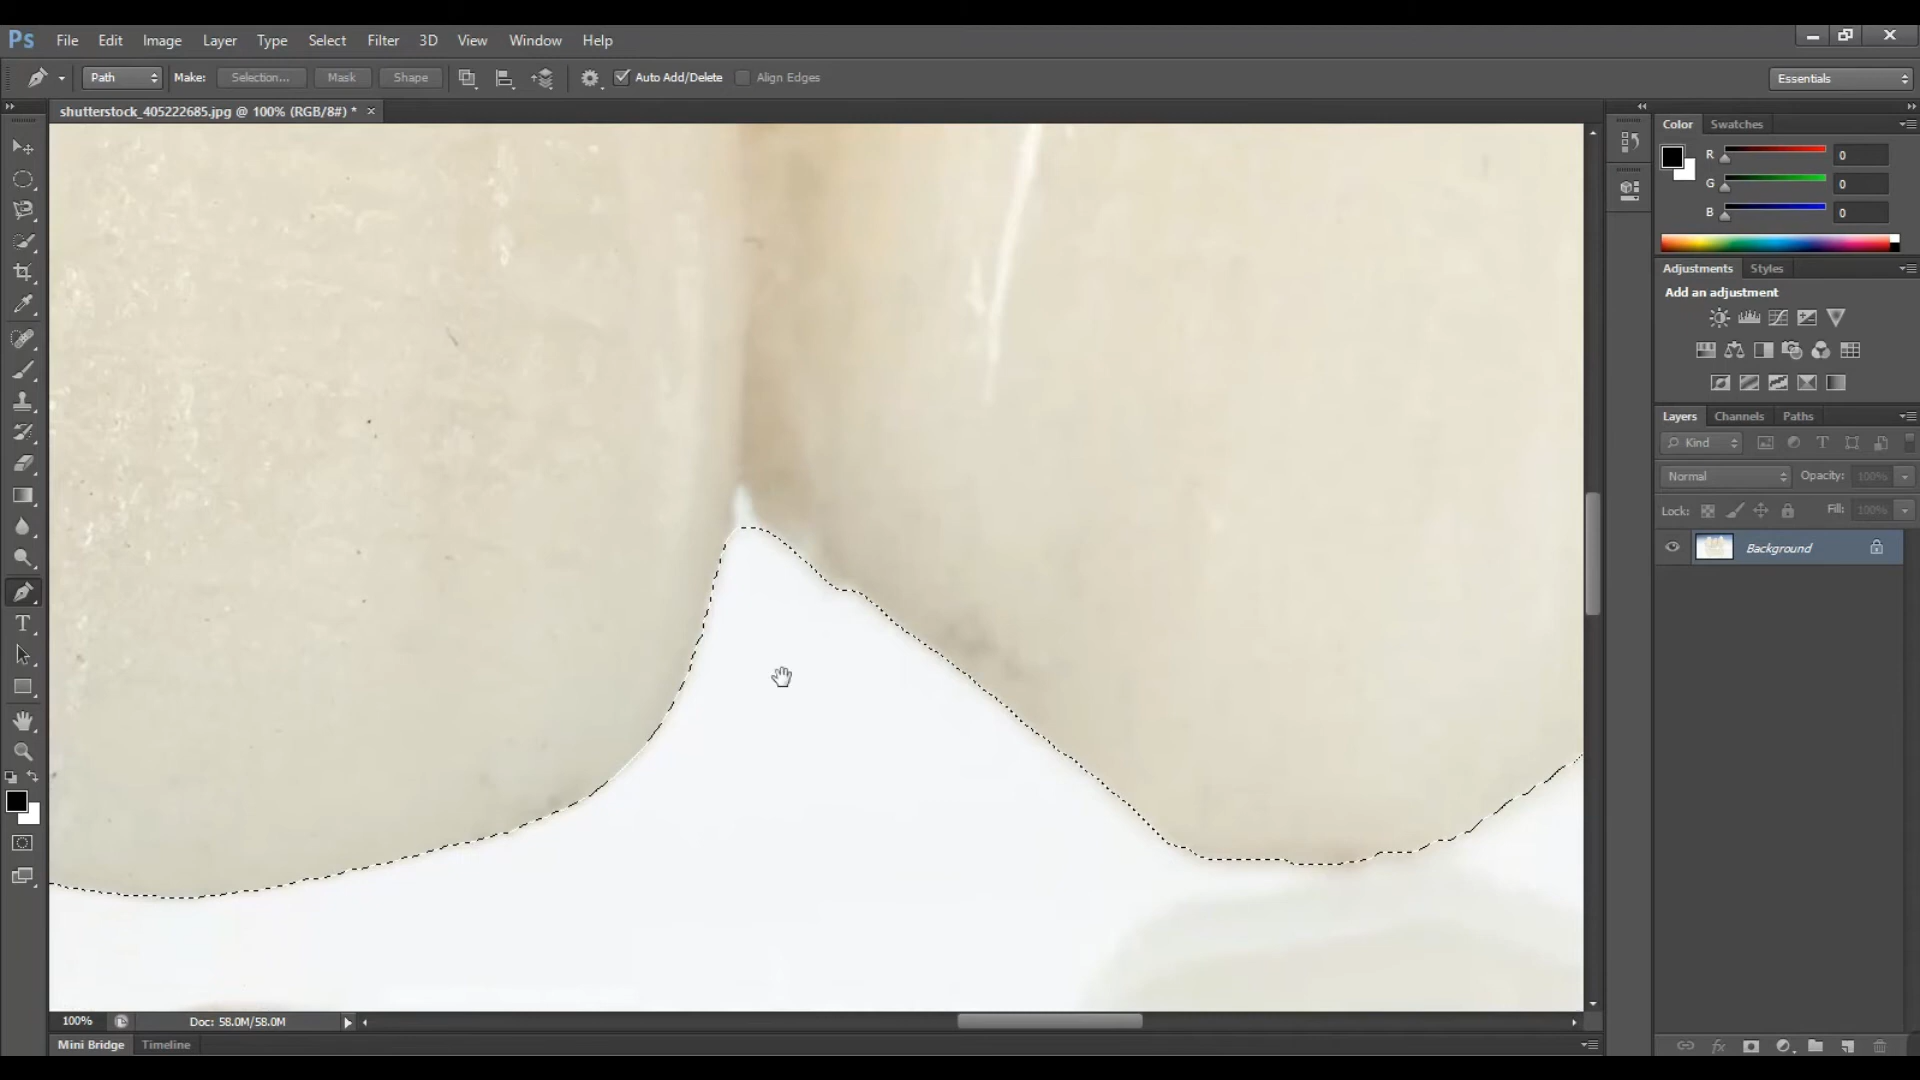 Ps File Edit Image Layer Type Select Filter 3D View Window Help
Path Make: Selection... Mask Shape Auto Add/Delete Align Edges Essentials
shutterstock_405222685.jpg @ 100% (RGB/8#) * ×
Color Swatches
R 0
G 0
B 0
Adjustments Styles
Add an adjustment
Layers Channels Paths
Kind
Normal Opacity: 100%
Lock: Fill: 100%
Background
100% Doc: 58.0M/58.0M
Mini Bridge Timeline